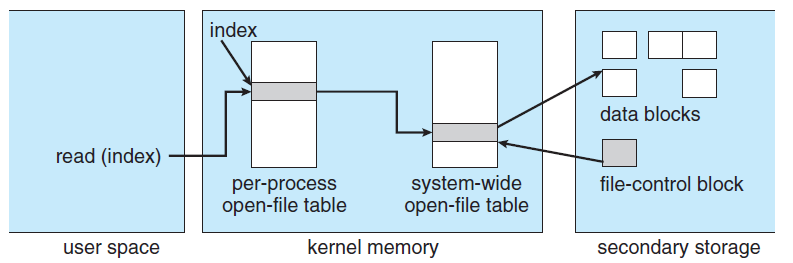 index
read (index)
per-process
open-file table
system-wide
open-file table
data blocks
file-control block
user space
kernel memory
secondary storage